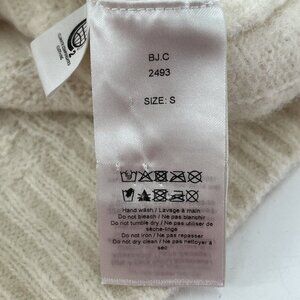 BJ.C
2493
SIZE: S
Hand wash / Lavage à main
Do not bleach/ Ne pas blanchir
Do not tumble dry / Ne pas utiliser de
sèche-linge
Do not iron / Ne pas repasser
Do not dry clean / Ne pas nettoyer à
sec